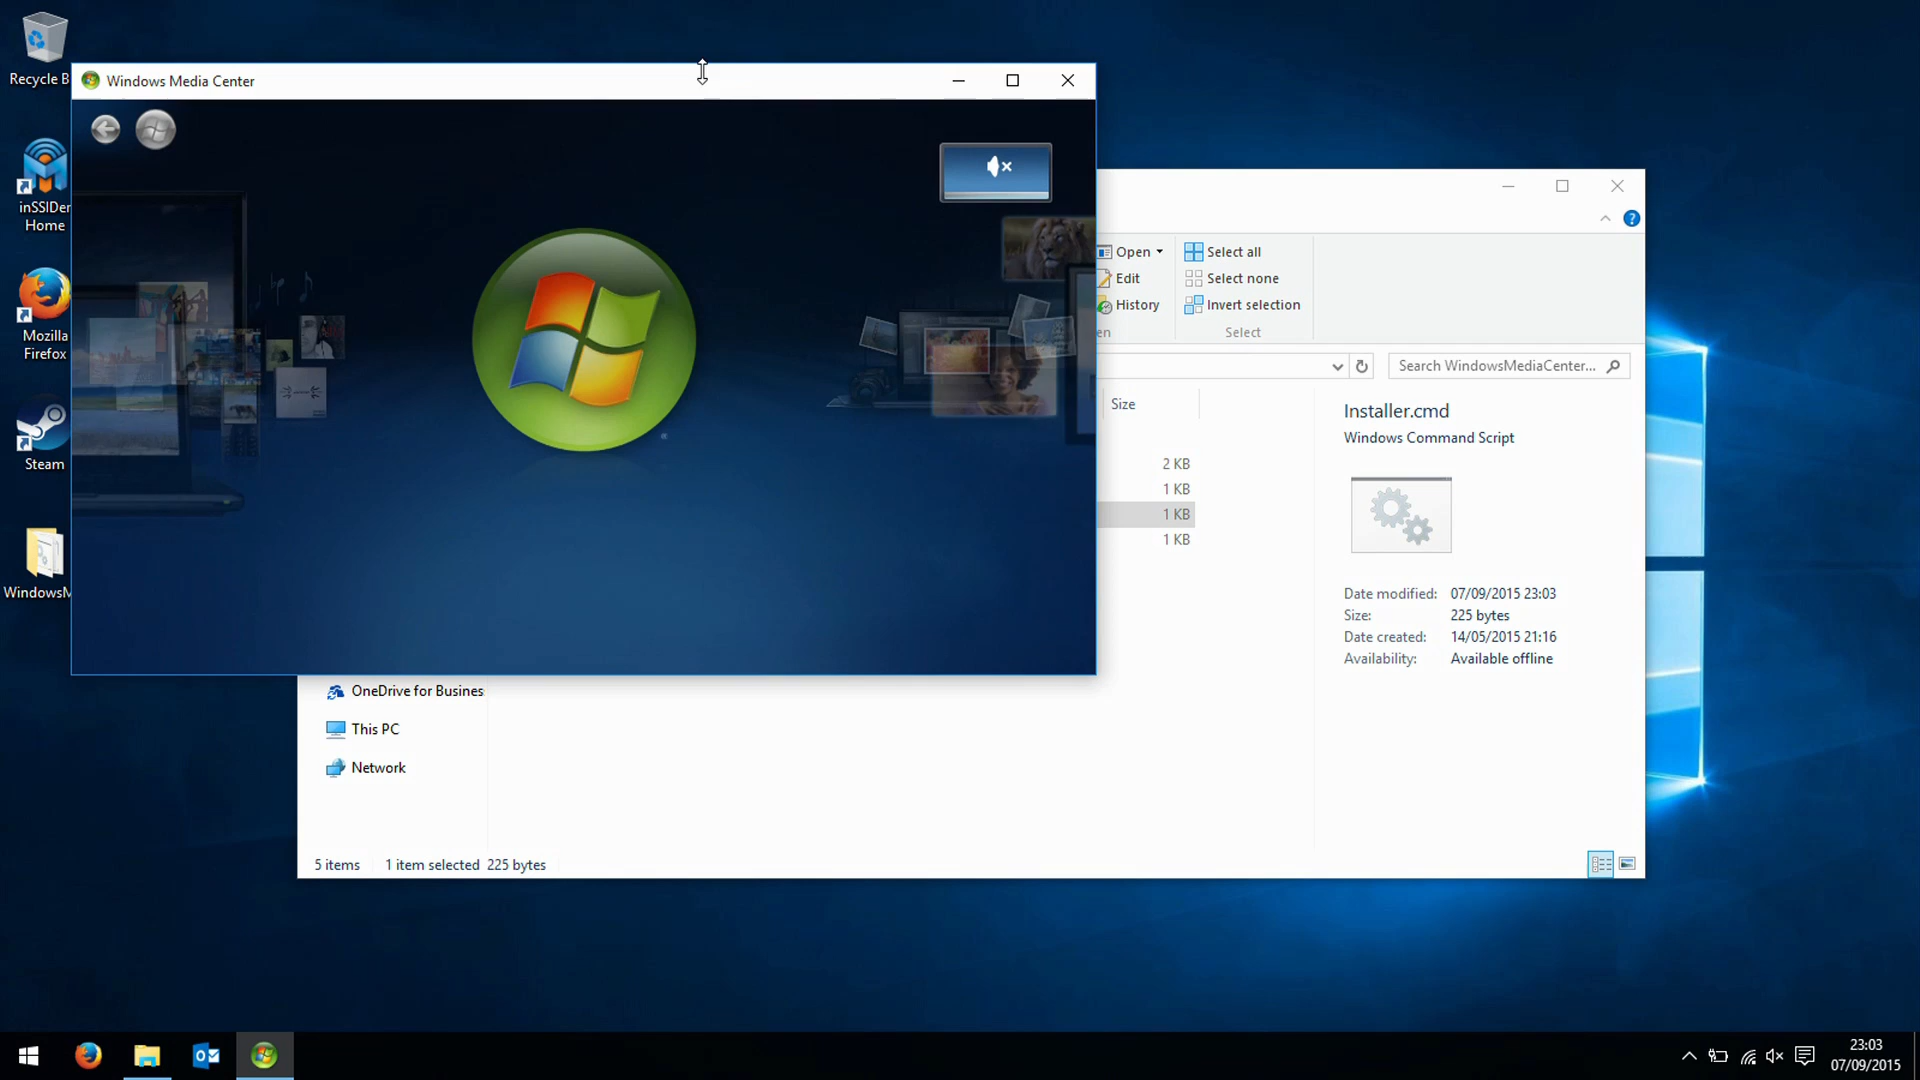 Recycle B
Windows Media Center
inSSIDer
Home
Mozilla
Firefox
Steam
WindowsM
Open
Select all
Edit
Select none
History
Invert selection
en
Select
Search WindowsMediaCenter...
Size
Installer.cmd
Windows Command Script
2 KB
1 KB
1 KB
1 KB
Date modified: 07/09/2015 23:03
Size: 225 bytes
Date created: 14/05/2015 21:16
Availability: Available offline
OneDrive for Busines
This PC
Network
5 items 1 item selected 225 bytes
23:03
07/09/2015